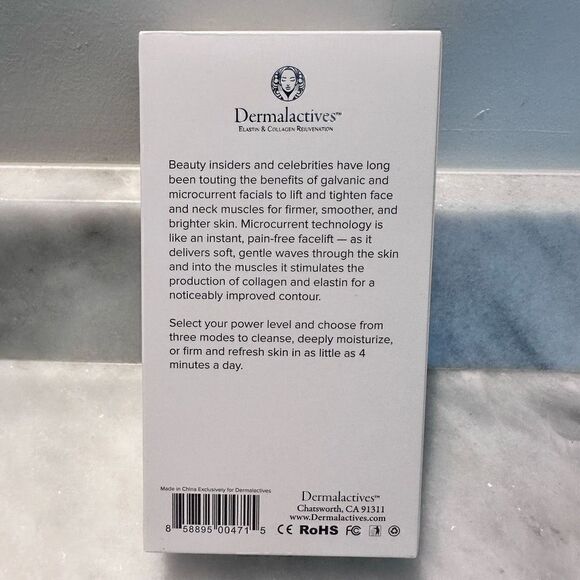 Dermalactives™
ELASTIN & COLLAGEN REJUVENATION
Beauty insiders and celebrities have long
been touting the benefits of galvanic and
microcurrent facials to lift and tighten face
and neck muscles for firmer, smoother, and
brighter skin. Microcurrent technology is
like an instant, pain-free facelift — as it
delivers soft, gentle waves through the skin
and into the muscles it stimulates the
production of collagen and elastin for a
noticeably improved contour.
Select your power level and choose from
three modes to cleanse, deeply moisturize,
or firm and refresh skin in as little as 4
minutes a day.
Made in China Exclusively for Dermalactives
8 58895 00471 5
Dermalactives™
Chatsworth, CA 91311
www.Dermalactives.com
CE RoHS FC